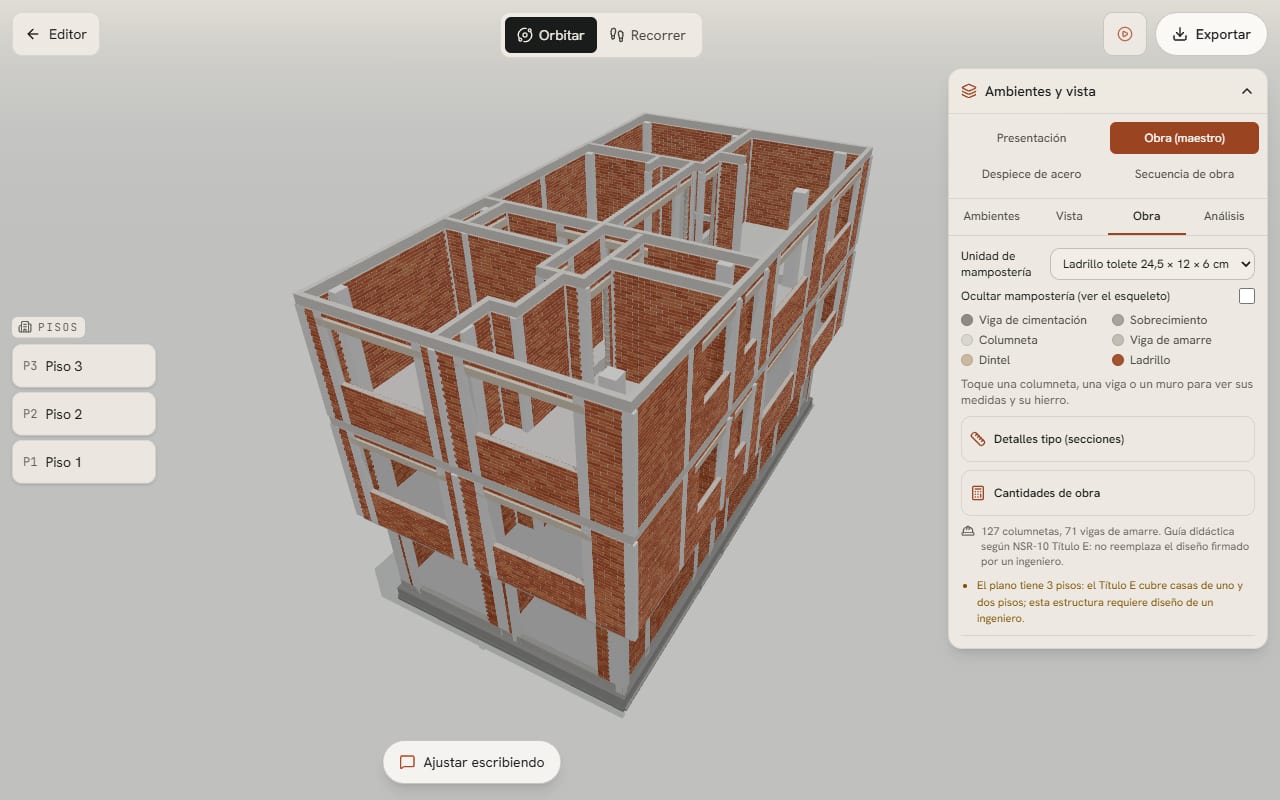 Editor
Orbitar
Recorrer
Exportar
Ambientes y vista
Presentación
Obra (maestro)
Despiece de acero
Secuencia de obra
Ambientes
Vista
Obra
Análisis
Unidad de
mampostería
Ladrillo tolete 24,5 × 12 × 6 cm
Ocultar mampostería (ver el esqueleto)
Viga de cimentación
Sobrecimiento
Columneta
Viga de amarre
Dintel
Ladrillo
Toque una columneta, una viga o un muro para ver sus
medidas y su hierro.
Detalles tipo (secciones)
Cantidades de obra
127 columnetas, 71 vigas de amarre. Guía didáctica
según NSR-10 Título E: no reemplaza el diseño firmado
por un ingeniero.
El plano tiene 3 pisos: el Título E cubre casas de uno y
dos pisos; esta estructura requiere diseño de un
ingeniero.
PISOS
P3 Piso 3
P2 Piso 2
P1 Piso 1
Ajustar escribiendo